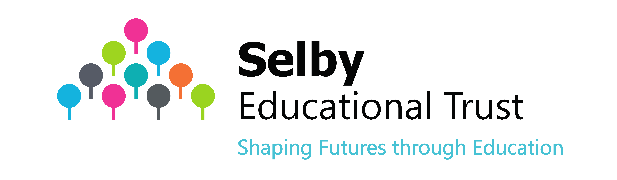 Selby
Educational Trust
Shaping Futures through Education